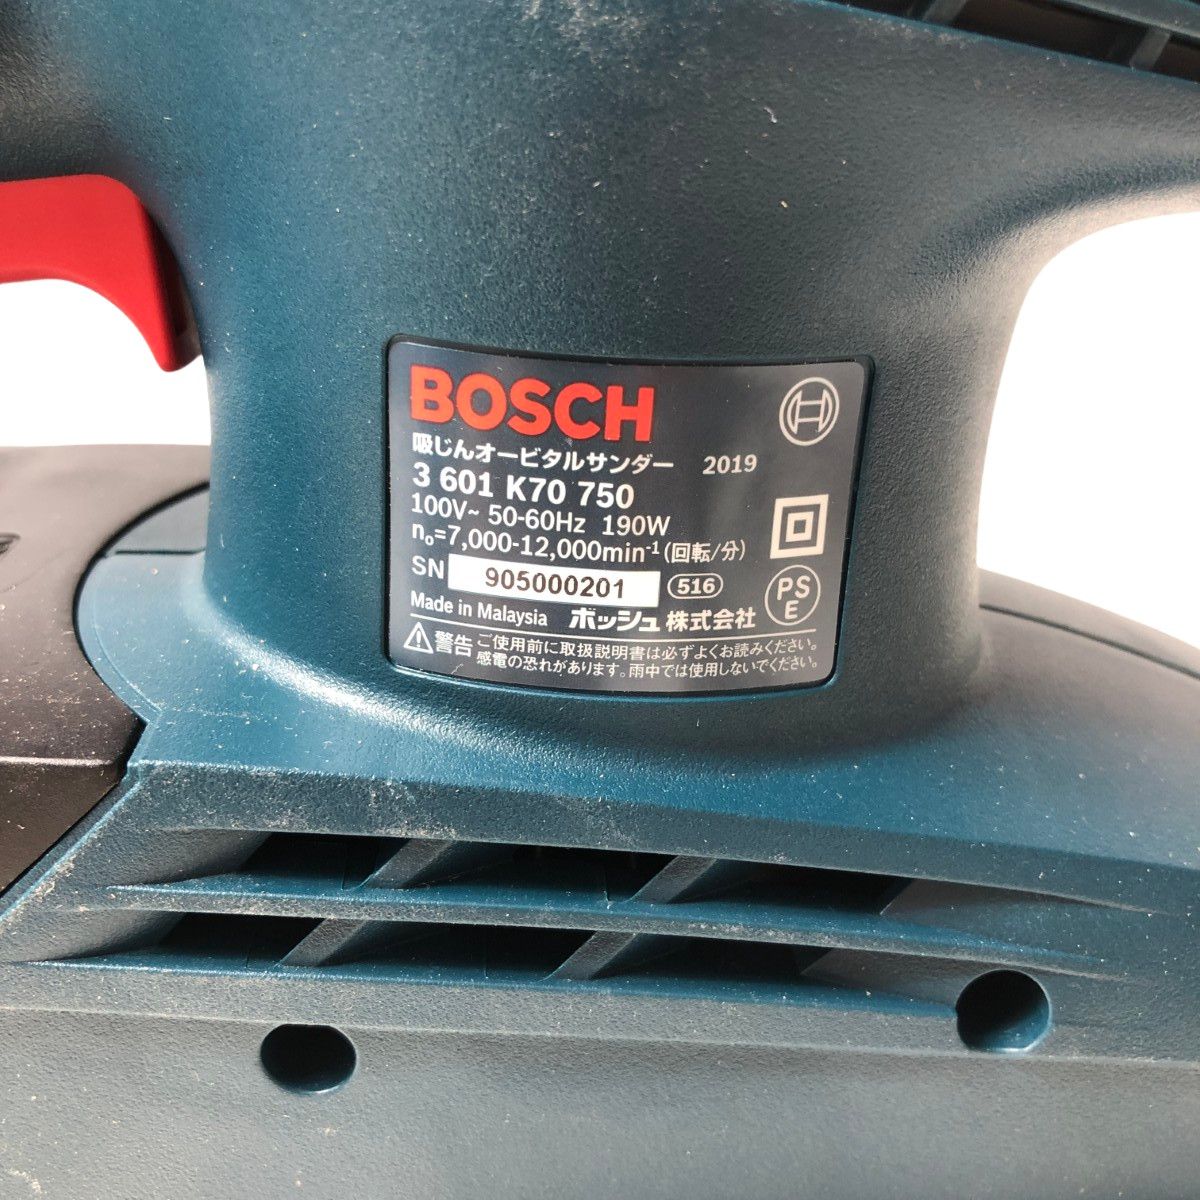 BOSCH
吸じんオービタルサンダー 2019
3 601 K70 750
100V~ 50-60Hz 190W
n₀=7,000-12,000min⁻¹(回転/分)
SN 905000201 516
PS
E
Made in Malaysia ボッシュ株式会社
警告 ご使用前に取扱説明書は必ずよくお読みください。
感電の恐れがあります。雨中では使用しないでください。